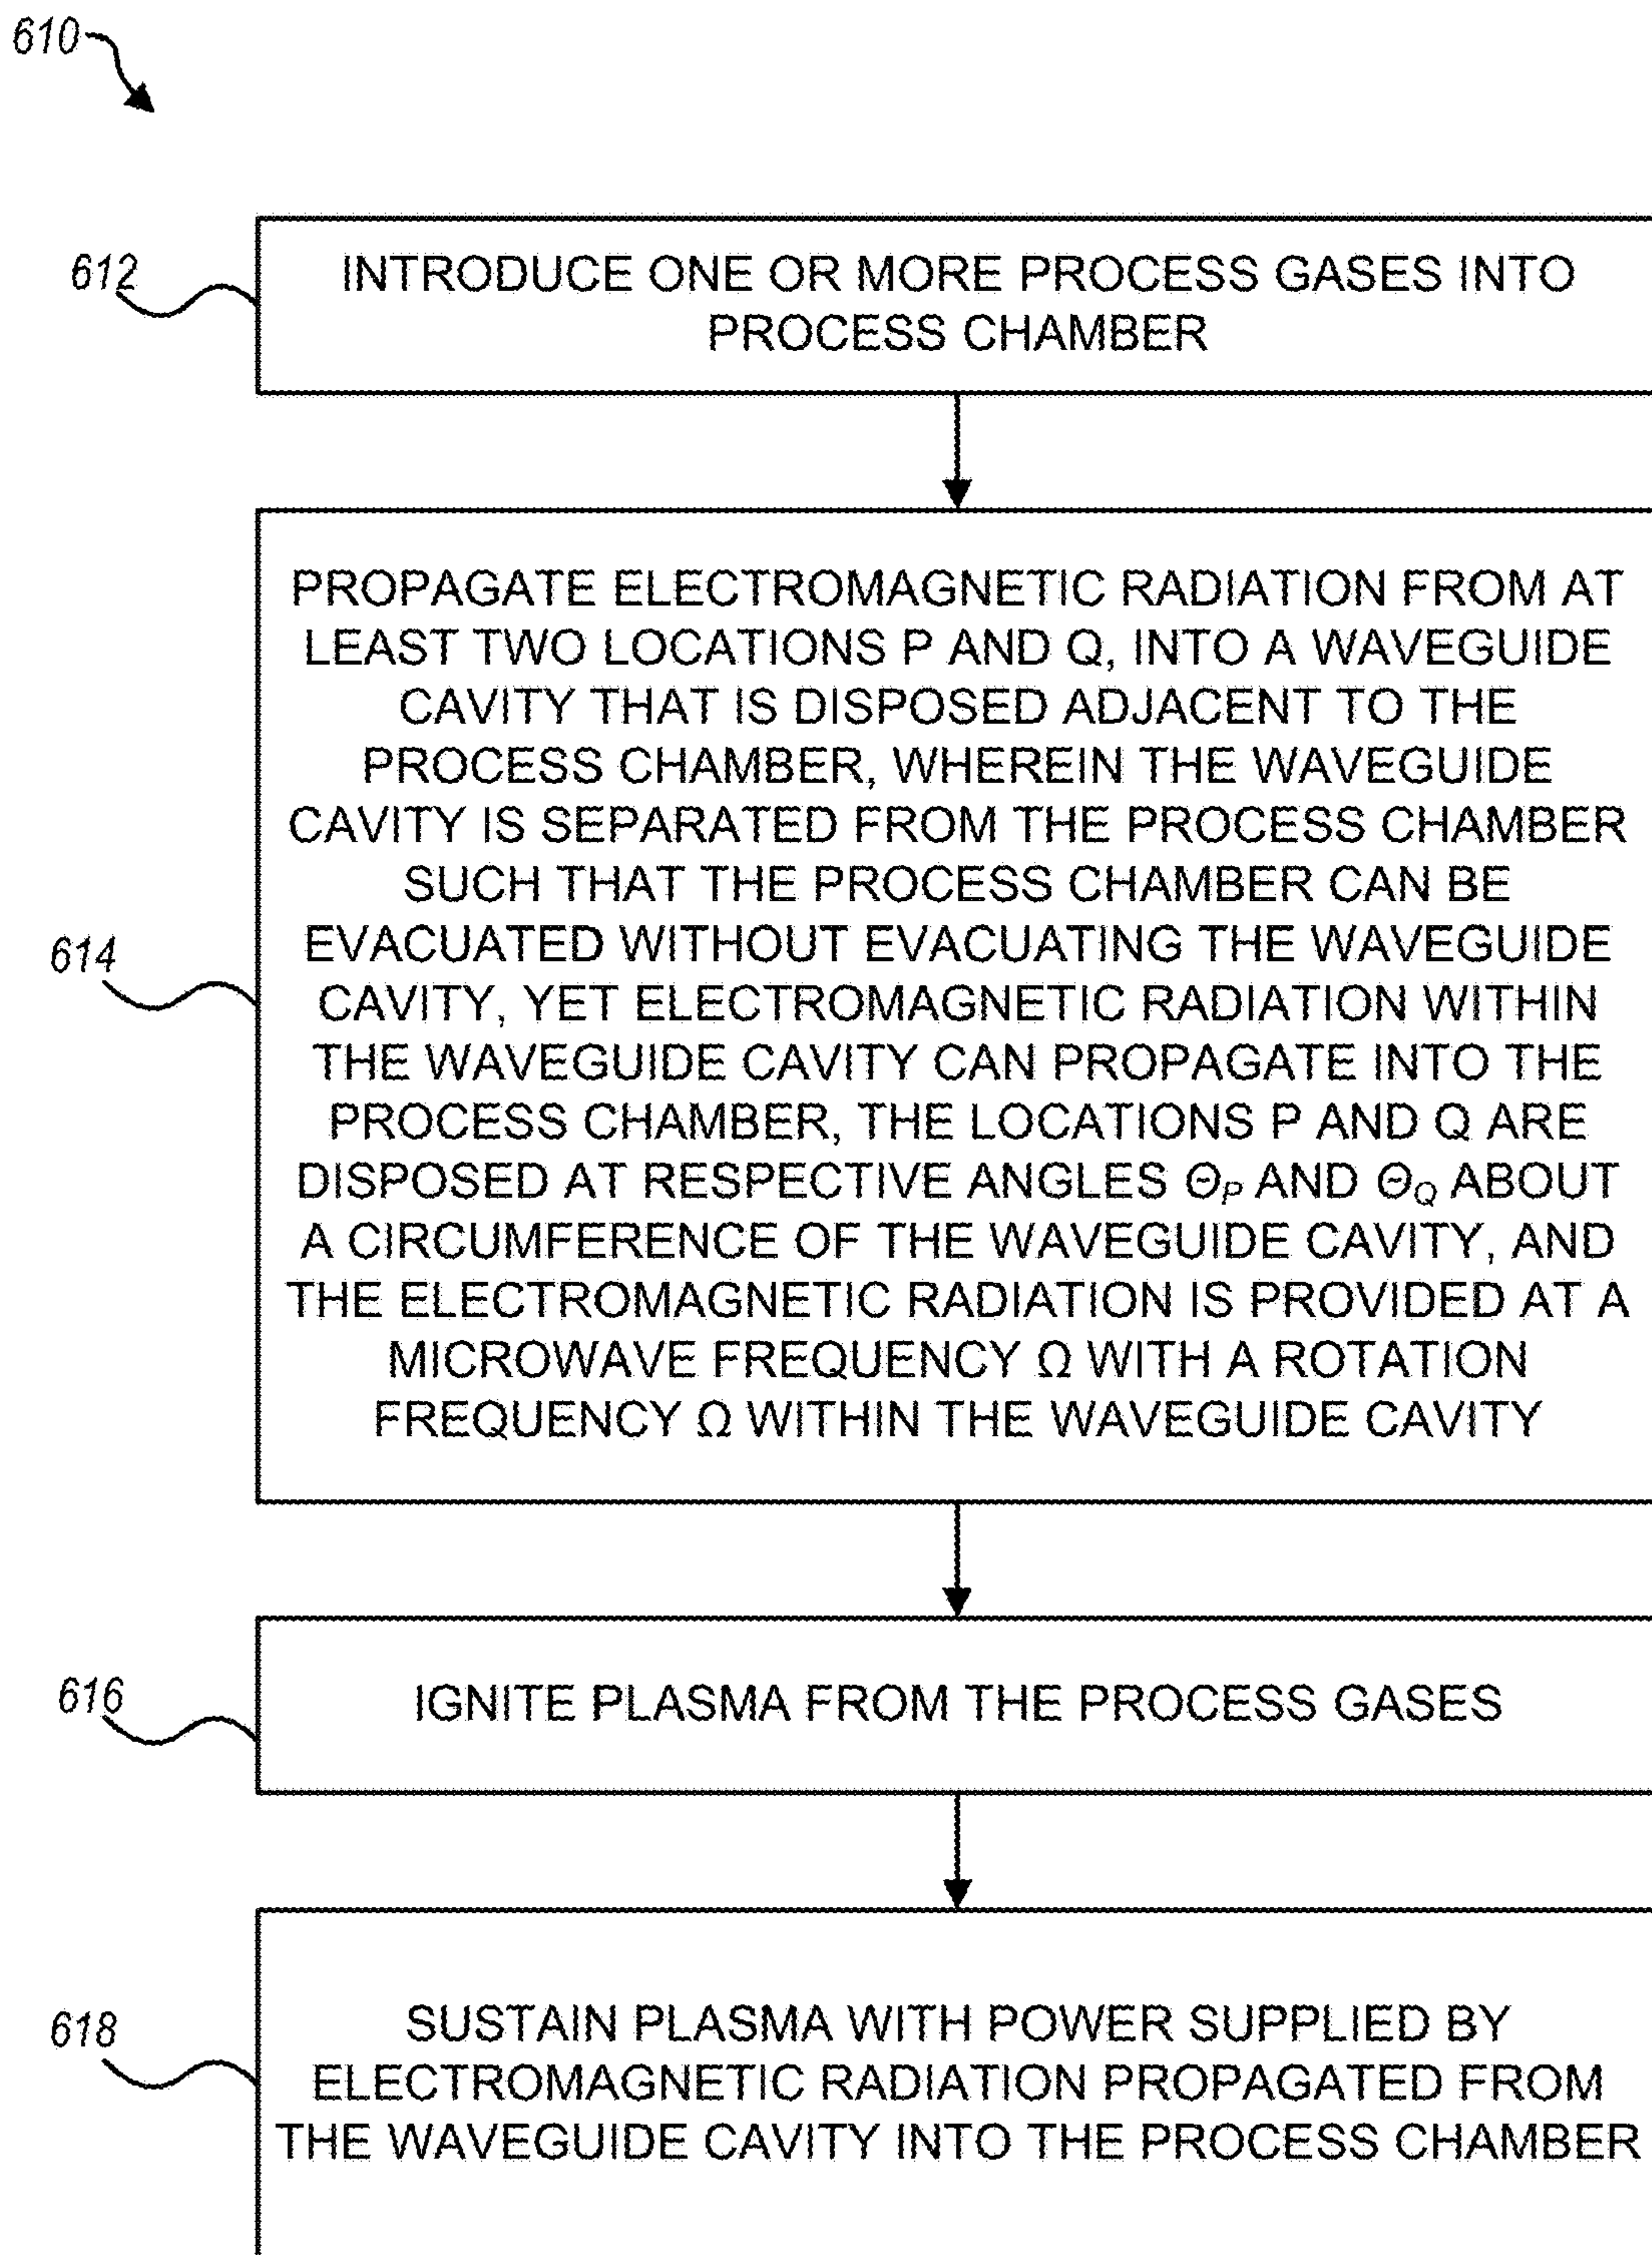 610
612
INTRODUCE ONE OR MORE PROCESS GASES INTO
PROCESS CHAMBER
614
PROPAGATE ELECTROMAGNETIC RADIATION FROM AT
LEAST TWO LOCATIONS P AND Q, INTO A WAVEGUIDE
CAVITY THAT IS DISPOSED ADJACENT TO THE
PROCESS CHAMBER, WHEREIN THE WAVEGUIDE
CAVITY IS SEPARATED FROM THE PROCESS CHAMBER
SUCH THAT THE PROCESS CHAMBER CAN BE
EVACUATED WITHOUT EVACUATING THE WAVEGUIDE
CAVITY, YET ELECTROMAGNETIC RADIATION WITHIN
THE WAVEGUIDE CAVITY CAN PROPAGATE INTO THE
PROCESS CHAMBER, THE LOCATIONS P AND Q ARE
DISPOSED AT RESPECTIVE ANGLES ΘP AND ΘQ ABOUT
A CIRCUMFERENCE OF THE WAVEGUIDE CAVITY, AND
THE ELECTROMAGNETIC RADIATION IS PROVIDED AT A
MICROWAVE FREQUENCY Ω WITH A ROTATION
FREQUENCY Ω WITHIN THE WAVEGUIDE CAVITY
616
IGNITE PLASMA FROM THE PROCESS GASES
618
SUSTAIN PLASMA WITH POWER SUPPLIED BY
ELECTROMAGNETIC RADIATION PROPAGATED FROM
THE WAVEGUIDE CAVITY INTO THE PROCESS CHAMBER